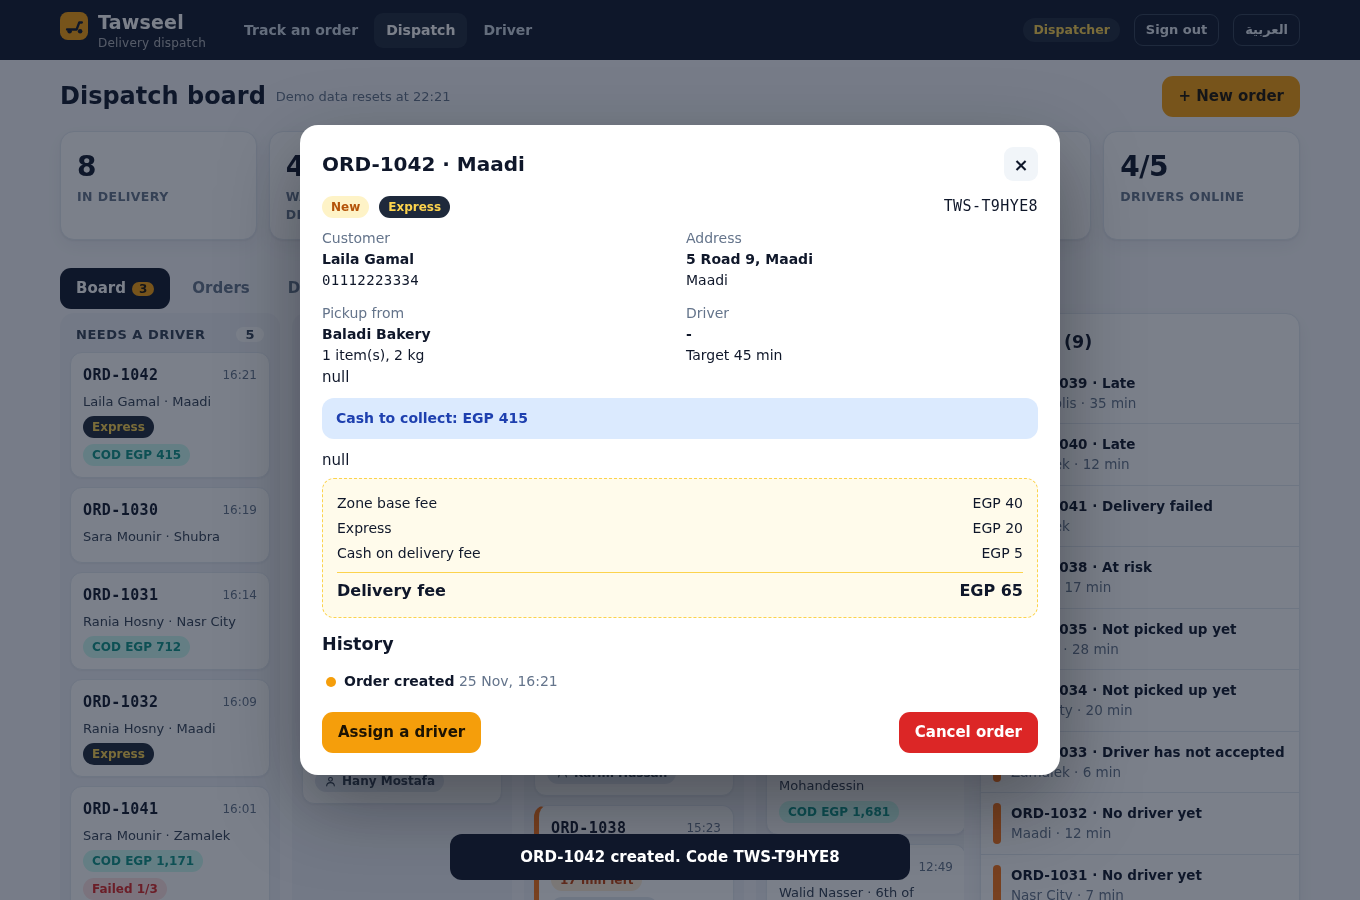 Tawseel
Delivery dispatch
Track an order
Dispatch
Driver
Dispatcher
Sign out
العربية
Dispatch board
Demo data resets at 22:21
+ New order
8
IN DELIVERY
4/5
DRIVERS ONLINE
Board 3
Orders
NEEDS A DRIVER 5
ORD-1042 16:21
Laila Gamal · Maadi
Express
COD EGP 415
ORD-1030 16:19
Sara Mounir · Shubra
ORD-1031 16:14
Rania Hosny · Nasr City
COD EGP 712
ORD-1032 16:09
Rania Hosny · Maadi
Express
ORD-1041 16:01
Sara Mounir · Zamalek
COD EGP 1,171
Failed 1/3
ORD-1042 · Maadi
×
New
Express
TWS-T9HYE8
Customer
Laila Gamal
01112223334
Address
5 Road 9, Maadi
Maadi
Pickup from
Baladi Bakery
1 item(s), 2 kg
null
Driver
-
Target 45 min
Cash to collect: EGP 415
null
Zone base fee EGP 40
Express EGP 20
Cash on delivery fee EGP 5
Delivery fee EGP 65
History
Order created 25 Nov, 16:21
Assign a driver
Cancel order
Hany Mostafa
ORD-1038 15:23
Mohandessin
COD EGP 1,681
12:49
Walid Nasser · 6th of
ORD-1042 created. Code TWS-T9HYE8
(9)
039 · Late
· 35 min
040 · Late
· 12 min
041 · Delivery failed
038 · At risk
17 min
035 · Not picked up yet
· 28 min
034 · Not picked up yet
· 20 min
033 · Driver has not accepted
· 6 min
ORD-1032 · No driver yet
Maadi · 12 min
ORD-1031 · No driver yet
Nasr City · 7 min